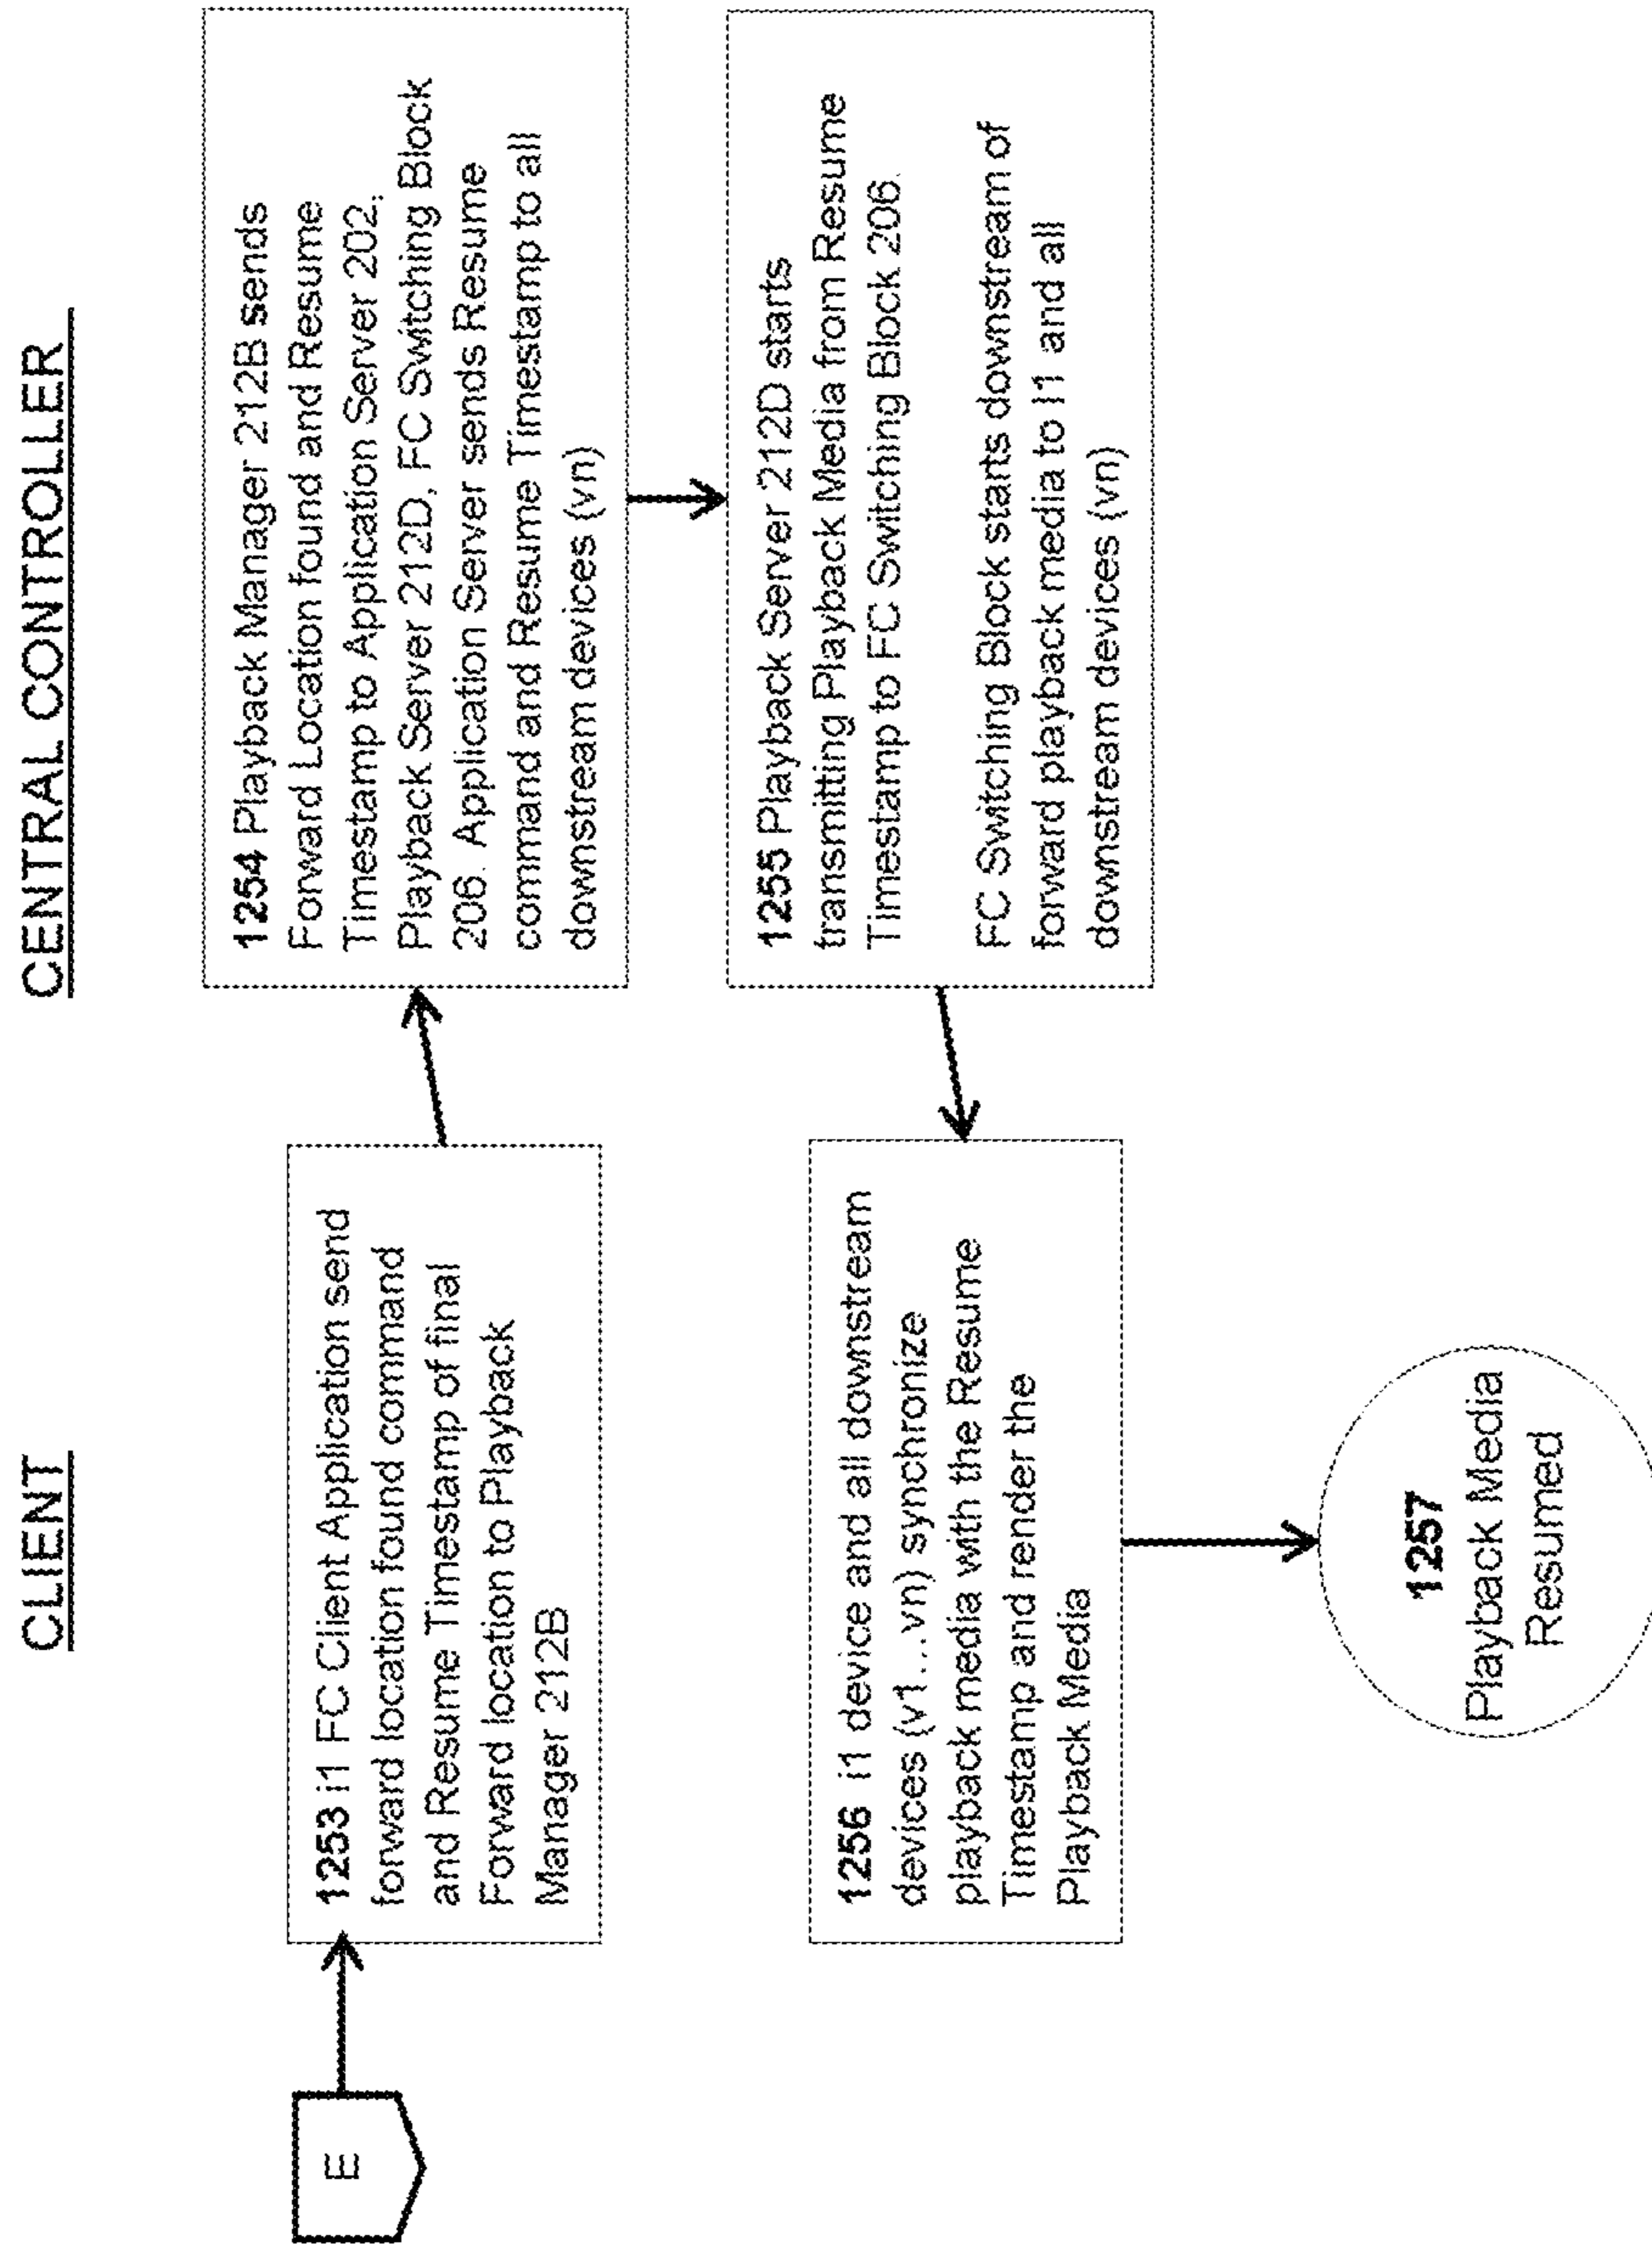 CLIENT
CENTRAL CONTROLLER
E
1253 i1 FC Client Application send
forward location found command
and Resume Timestamp of final
Forward location to Playback
Manager 212B
1254 Playback Manager 212B sends
Forward Location found and Resume
Timestamp to Application Server 202,
Playback Server 212D, FC Switching Block
206. Application Server sends Resume
command and Resume Timestamp to all
downstream devices (vn)
1255 Playback Server 212D starts
transmitting Playback Media from Resume
Timestamp to FC Switching Block 206.
FC Switching Block starts downstream of
forward playback media to I1 and all
downstream devices (vn)
1256 i1 device and all downstream
devices (v1...vn) synchronize
playback media with the Resume
Timestamp and render the
Playback Media
1257
Playback Media
Resumed